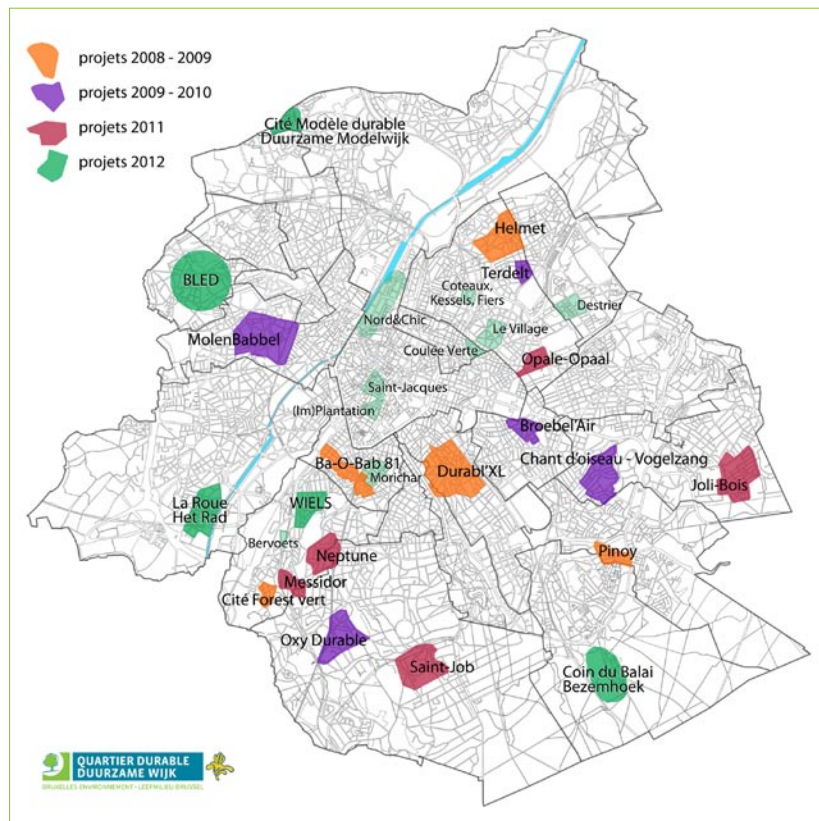 projets 2008 - 2009
projets 2009 - 2010
projets 2011
projets 2012
Cité Modèle durable
Duurzame Modelwijk
Helmet
BLED
Terdelt
Coteaux,
Kessels, Fiers
Destrier
Nord&Chic
Le Village
MolenBabbel
Coulée Verte
Opale-Opaal
Saint-Jacques
(Im)Plantation
Broebel'Air
Ba-O-Bab 81
Morichar
Durabl'XL
Chant d'oiseau - Vogelzang
Joli-Bois
La Roue
Het Rad
WIELS
Bervoets
Neptune
Pinoy
Messidor
Cité Forest vert
Oxy Durable
Saint-Job
Coin du Balai
Bezemhoek
QUARTIER DURABLE
DUURZAME WIJK
BRUXELLES ENVIRONNEMENT - LEEFMILIEU BRUSSEL